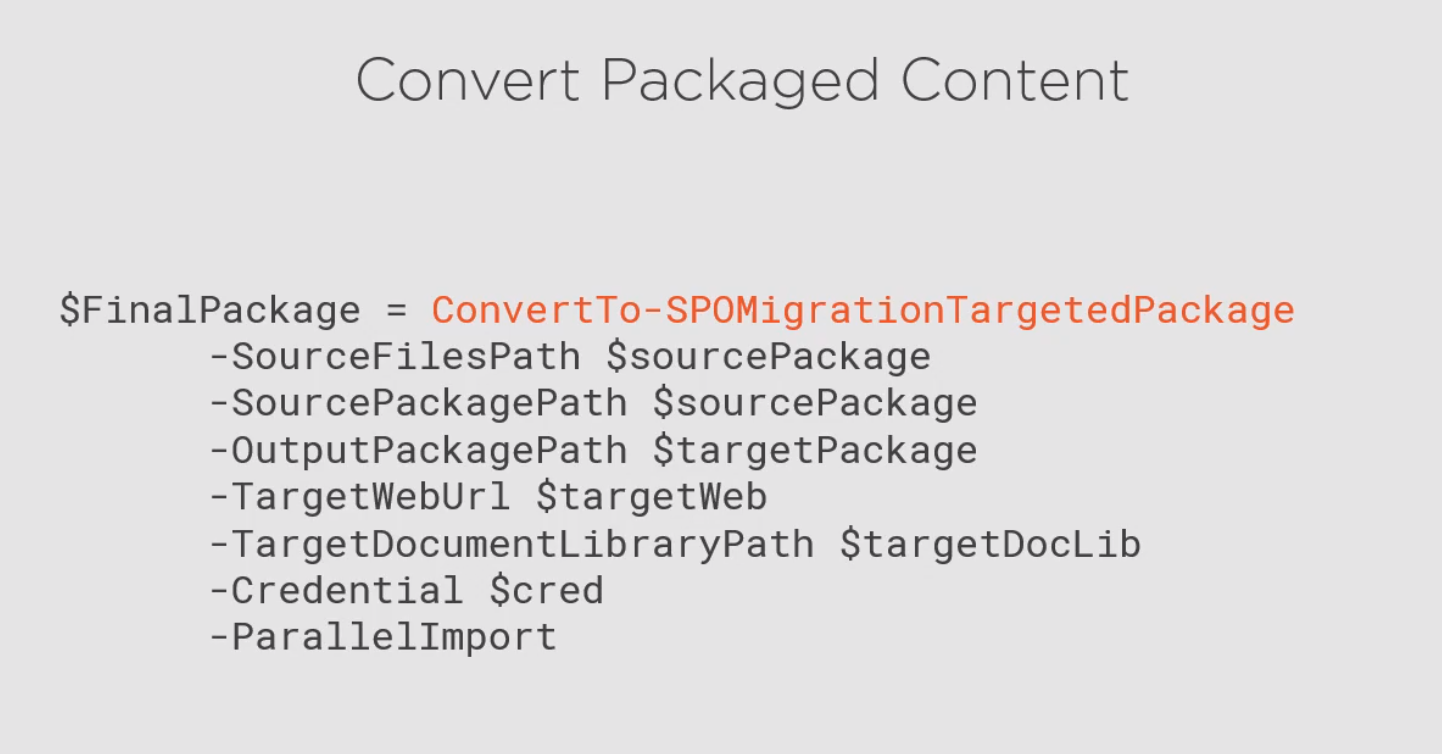 Convert Packaged Content
$FinalPackage = ConvertTo-SPOMigrationTargetedPackage
-SourceFilesPath $sourcePackage
-SourcePackagePath $sourcePackage
-OutputPackagePath $targetPackage
-TargetWebUrl $targetWeb
-TargetDocumentLibraryPath $targetDocLib
-Credential $cred
-ParallelImport